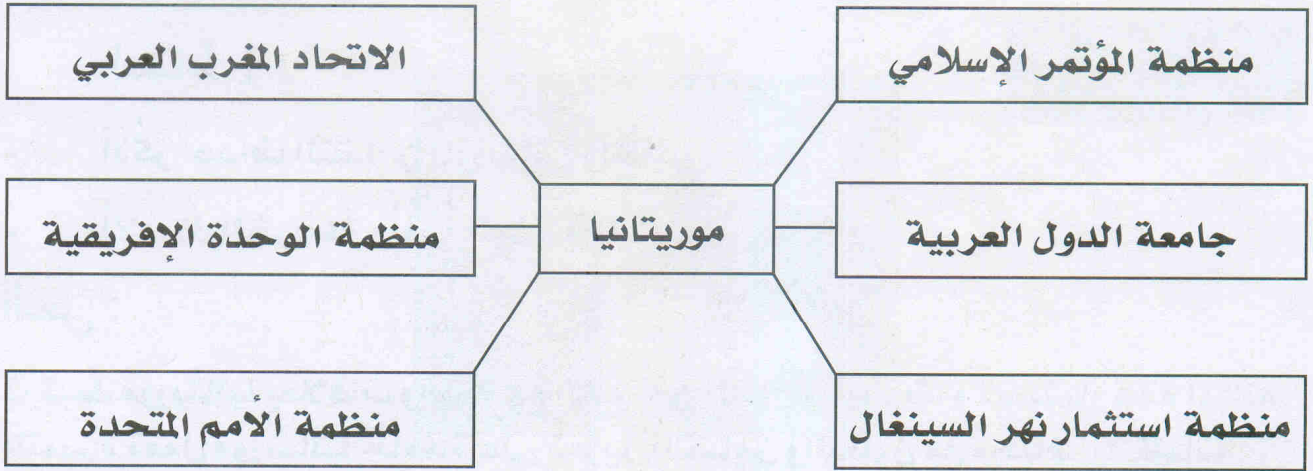 منظمة المؤتمر الإسلامي
الاتحاد المغرب العربي
جامعة الدول العربية
موريتانيا
منظمة الوحدة الإفريقية
منظمة استثمار نهر السينغال
منظمة الأمم المتحدة